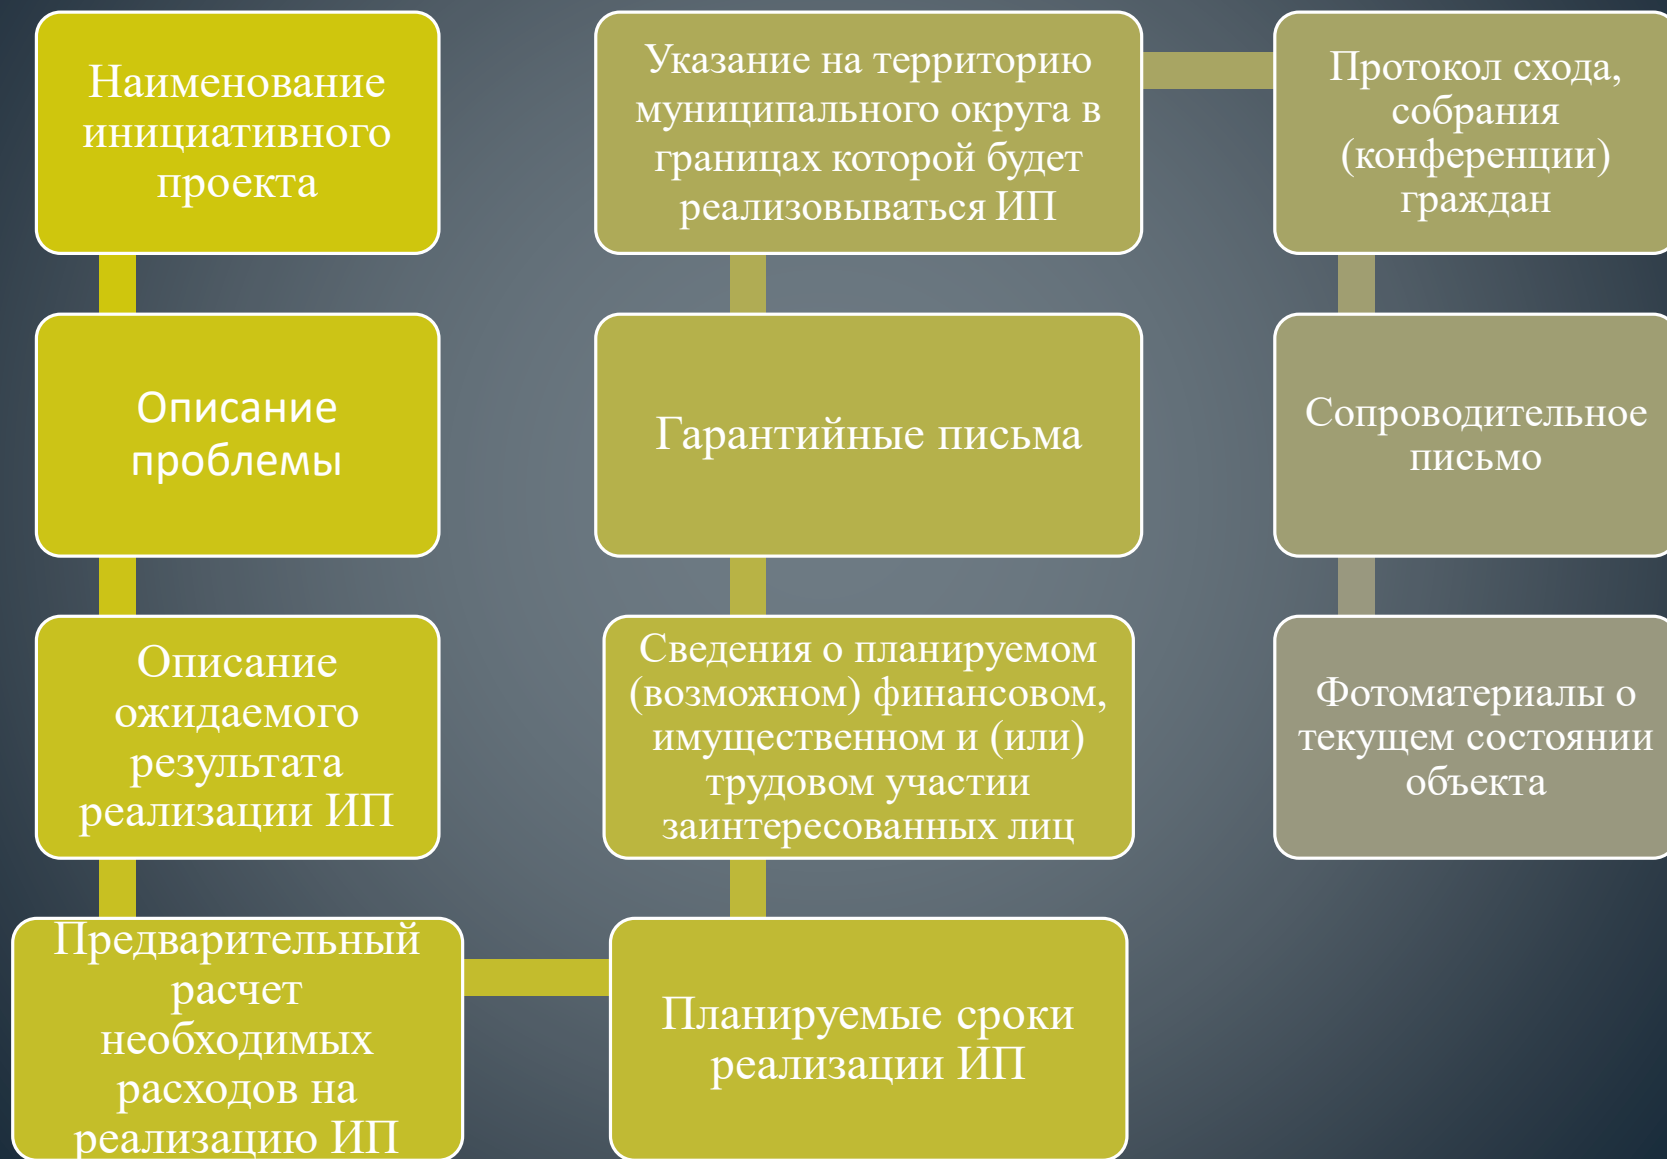 Наименование
инициативного
проекта
Описание
проблемы
Описание
ожидаемого
результата
реализации ИП
Предварительный
расчет
необходимых
расходов на
реализацию ИП
Планируемые сроки
реализации ИП
Сведения о планируемом
(возможном) финансовом,
имущественном и (или)
трудовом участии
заинтересованных лиц
Гарантийные письма
Указание на территорию
муниципального округа в
границах которой будет
реализовываться ИП
Протокол схода,
собрания
(конференции)
граждан
Сопроводительное
письмо
Фотоматериалы о
текущем состоянии
объекта